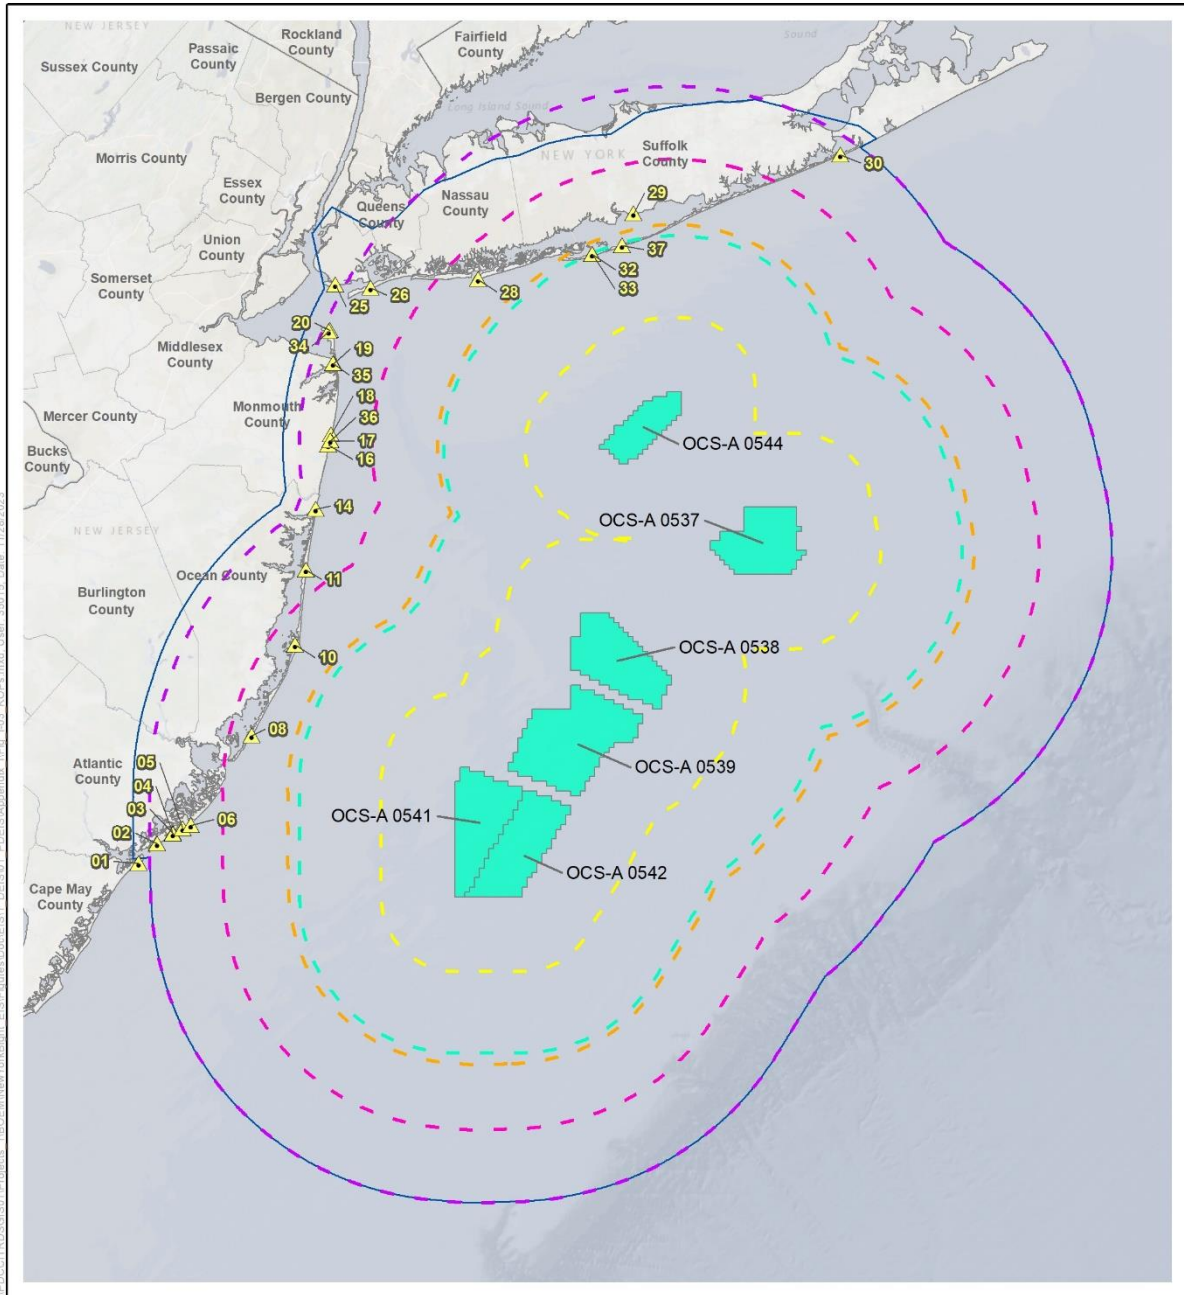 NEW JERSEY
Rockland
County
Fairfield
County
Sound
Passaic
County
Sussex County
Bergen County
Long Island Sound
Morris County
NEW YORK
Suffolk
County
30
Essex
County
Nassau
County
Queens
County
29
Union
County
37
Somerset
County
32
33
25
26
28
20
34
19
35
Middlesex
County
18
36
17
16
Monmouth
County
Mercer County
OCS-A 0544
Bucks
County
14
OCS-A 0537
NEW JERSEY
11
Ocean County
Burlington
County
10
OCS-A 0538
08
05
04
03
02
01
06
Atlantic
County
OCS-A 0539
OCS-A 0541
OCS-A 0542
Cape May
County